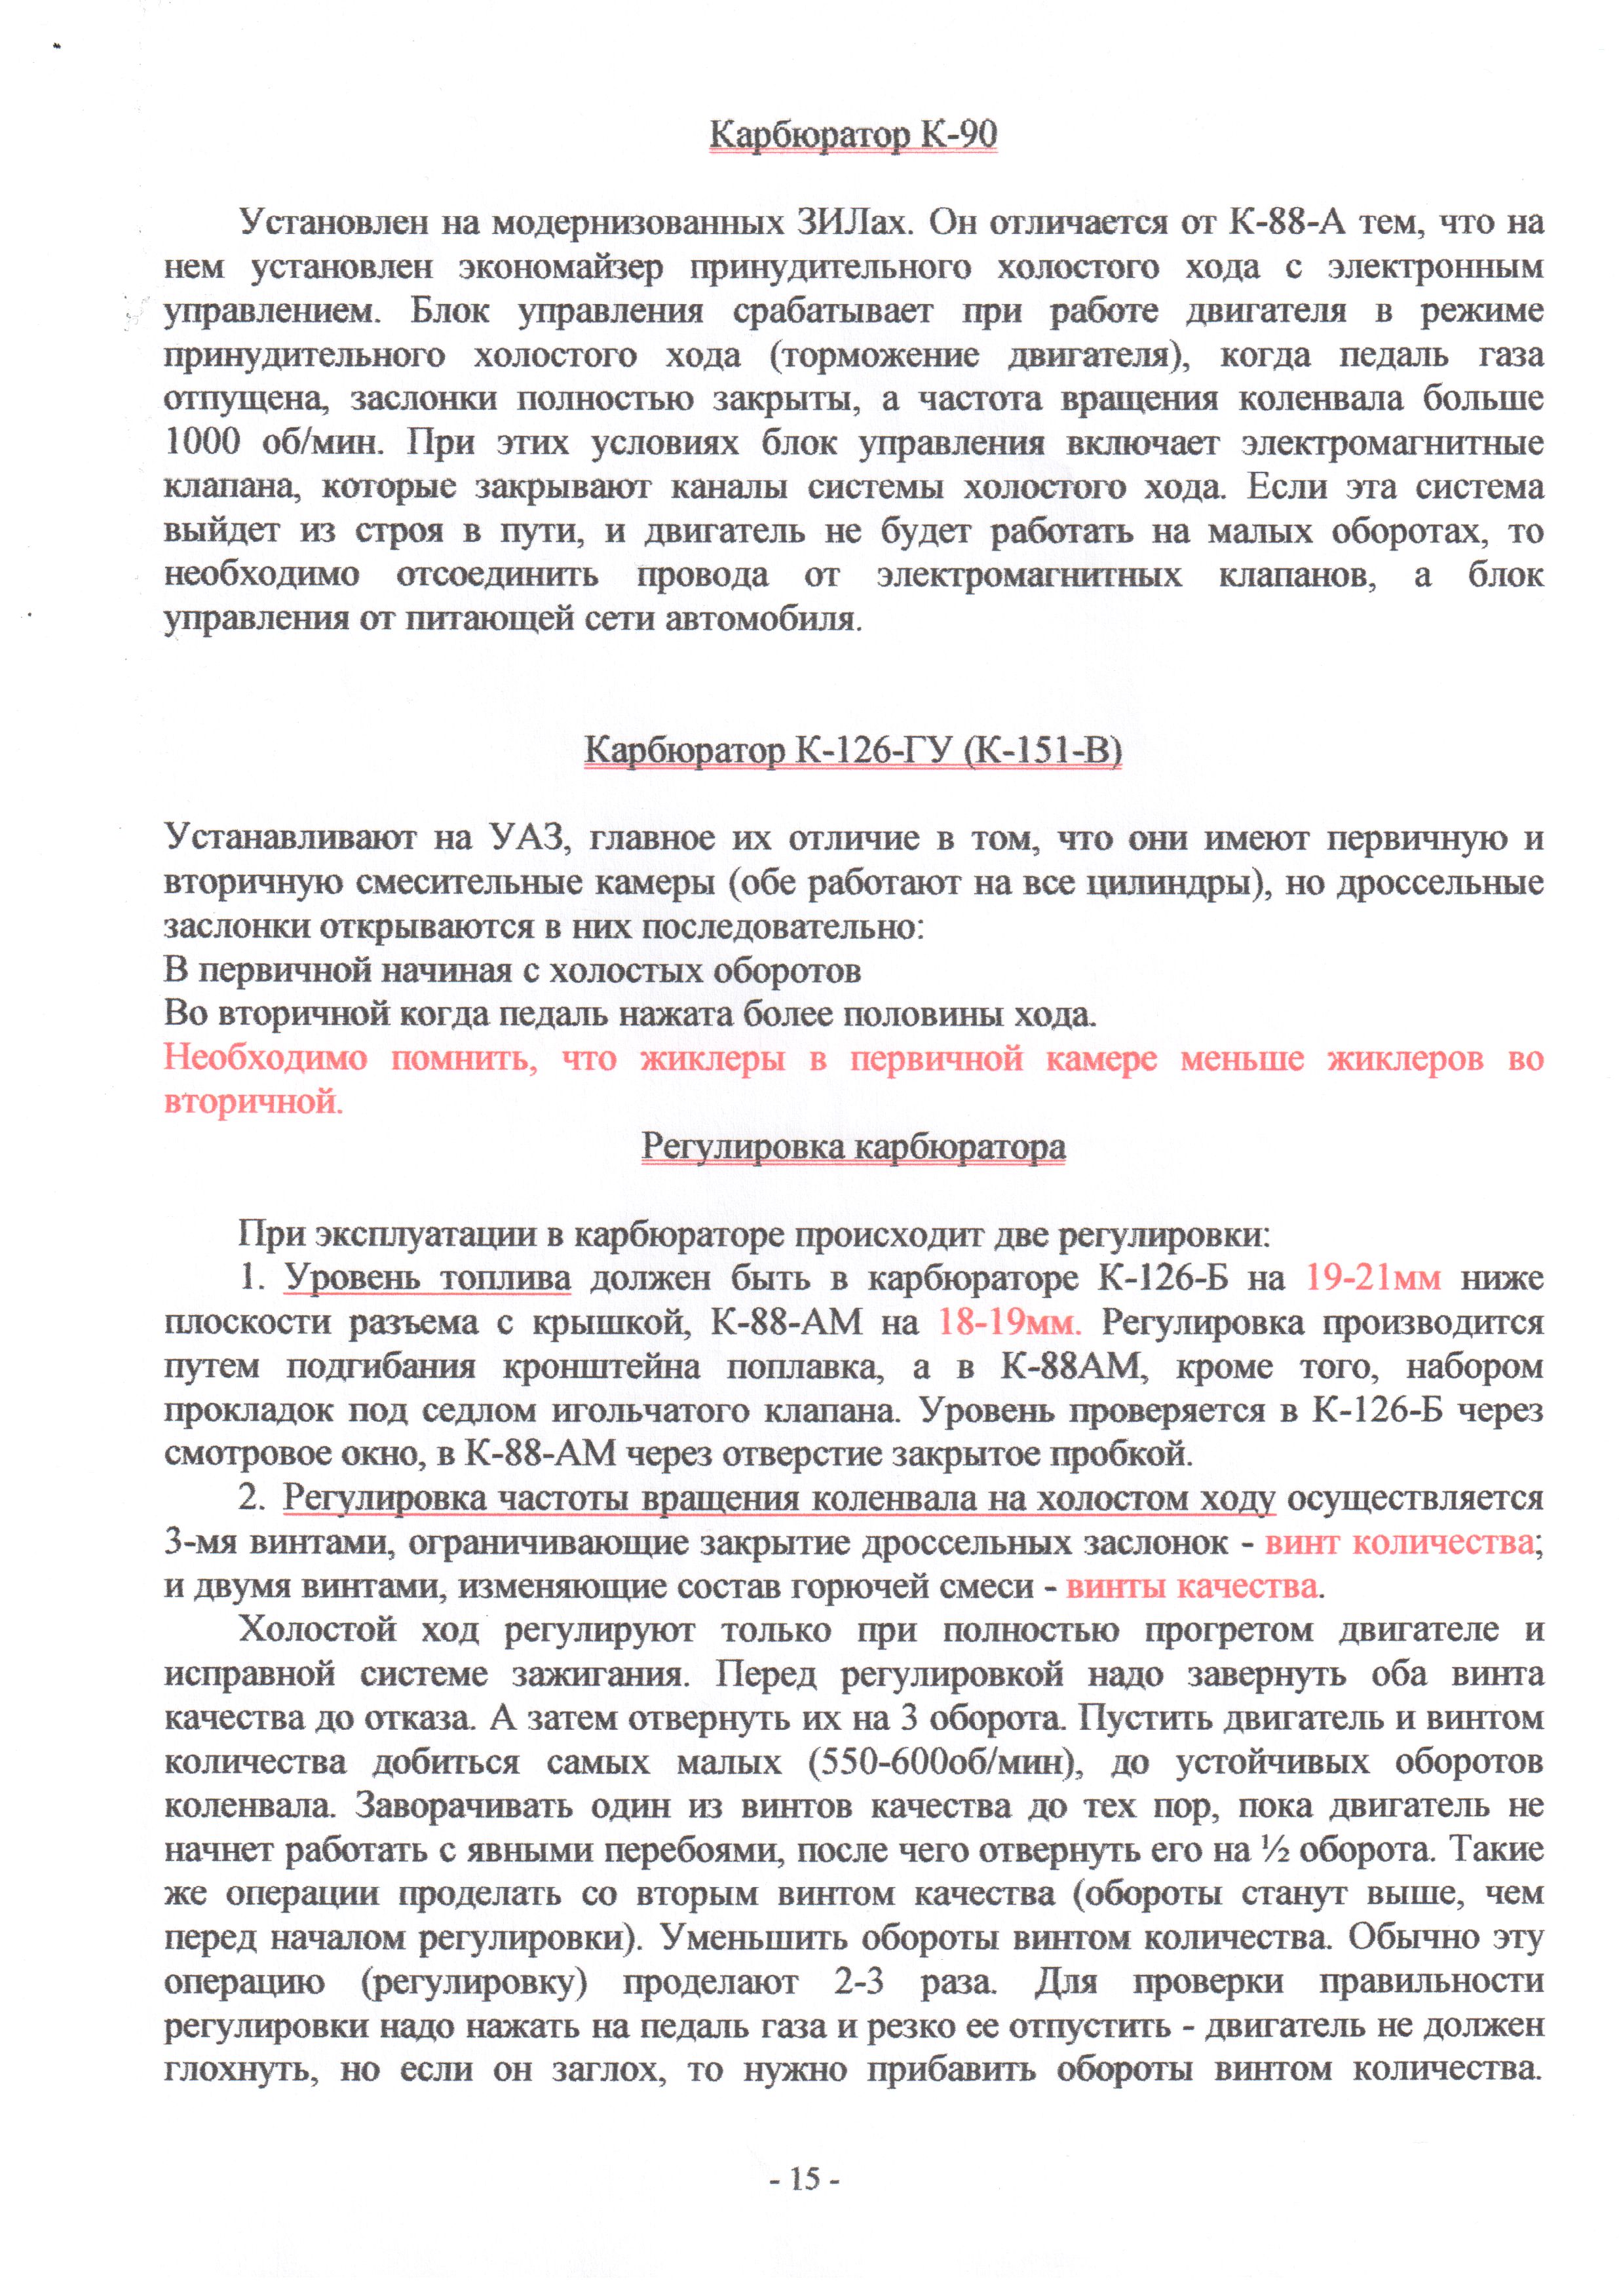 Карбюратор К-90
Установлен на модернизованных ЗИЛах. Он отличается от К-88-А тем, что на
нем установлен экономайзер принудительного холостого хода с электронным
управлением. Блок управления срабатывает при работе двигателя в режиме
принудительного холостого хода (торможение двигателя), когда педаль газа
отпущена, заслонки полностью закрыты, а частота вращения коленвала больше
1000 об/мин. При этих условиях блок управления включает электромагнитные
клапана, которые закрывают каналы системы холостого хода. Если эта система
выйдет из строя в пути, и двигатель не будет работать на малых оборотах, то
необходимо отсоединить провода от электромагнитных клапанов, а блок
управления от питающей сети автомобиля.
Карбюратор К-126-ГУ (К-151-В)
Устанавливают на УАЗ, главное их отличие в том, что они имеют первичную и
вторичную смесительные камеры (обе работают на все цилиндры), но дроссельные
заслонки открываются в них последовательно:
В первичной начиная с холостых оборотов
Во вторичной когда педаль нажата более половины хода.
Необходимо помнить, что жиклеры в первичной камере меньше жиклеров во
вторичной.
Регулировка карбюратора
При эксплуатации в карбюраторе происходит две регулировки:
1. Уровень топлива должен быть в карбюраторе К-126-Б на 19-21мм ниже
плоскости разъема с крышкой, К-88-АМ на 18-19мм. Регулировка производится
путем подгибания кронштейна поплавка, а в К-88АМ, кроме того, набором
прокладок под седлом игольчатого клапана. Уровень проверяется в К-126-Б через
смотровое окно, в К-88-АМ через отверстие закрытое пробкой.
2. Регулировка частоты вращения коленвала на холостом ходу осуществляется
3-мя винтами, ограничивающие закрытие дроссельных заслонок - винт количества;
и двумя винтами, изменяющие состав горючей смеси - винты качества.
Холостой ход регулируют только при полностью прогретом двигателе и
исправной системе зажигания. Перед регулировкой надо завернуть оба винта
качества до отказа. А затем отвернуть их на 3 оборота. Пустить двигатель и винтом
количества добиться самых малых (550-600об/мин), до устойчивых оборотов
коленвала. Заворачивать один из винтов качества до тех пор, пока двигатель не
начнет работать с явными перебоями, после чего отвернуть его на ½ оборота. Такие
же операции проделать со вторым винтом качества (обороты станут выше, чем
перед началом регулировки). Уменьшить обороты винтом количества. Обычно эту
операцию (регулировку) проделают 2-3 раза. Для проверки правильности
регулировки надо нажать на педаль газа и резко ее отпустить - двигатель не должен
глохнуть, но если он заглох, то нужно прибавить обороты винтом количества.
- 15 -